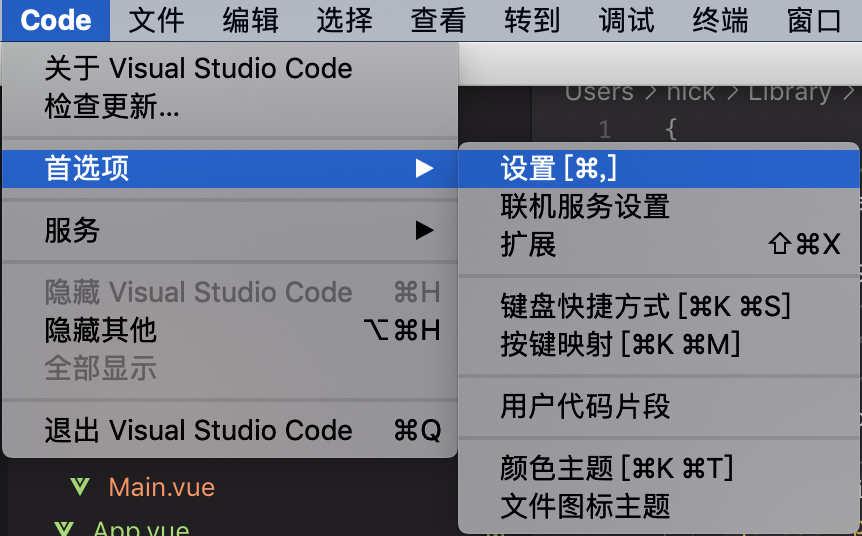 Code 文件 编辑 选择 查看 转到 调试 终端 窗口
关于 Visual Studio Code
检查更新...
首选项 ▶
服务 ▶
隐藏 Visual Studio Code ⌘H
隐藏其他 ⌥⌘H
全部显示
退出 Visual Studio Code ⌘Q
Users > nick > Library >
1 {
设置 [⌘,]
联机服务设置
扩展 ⇧⌘X
键盘快捷方式 [⌘K ⌘S]
按键映射 [⌘K ⌘M]
用户代码片段
颜色主题 [⌘K ⌘T]
文件图标主题
Main.vue
App.vue